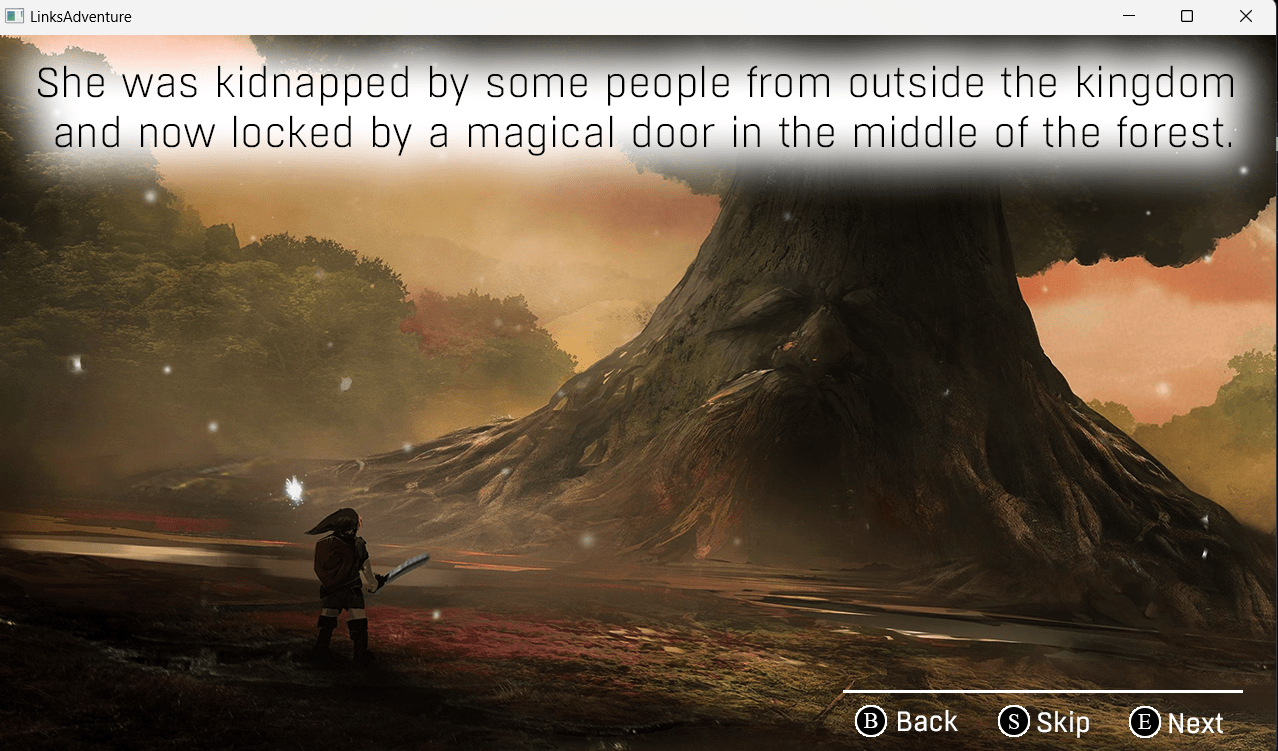 LinksAdventure
She was kidnapped by some people from outside the kingdom
and now locked by a magical door in the middle of the forest.
B Back S Skip E Next